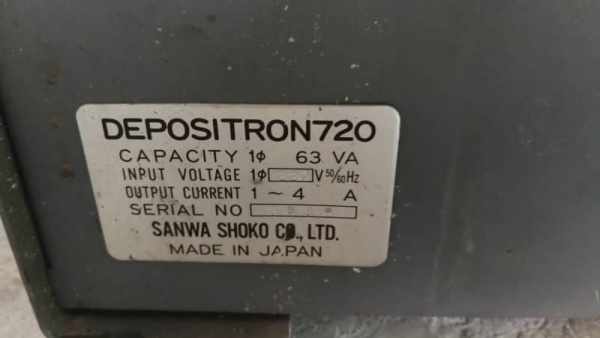 DEPOSITRON720
CAPACITY 1φ 63 VA
INPUT VOLTAGE 1φ V 50/60Hz
OUTPUT CURRENT 1 ~ 4 A
SERIAL NO
SANWA SHOKO CO., LTD.
MADE IN JAPAN